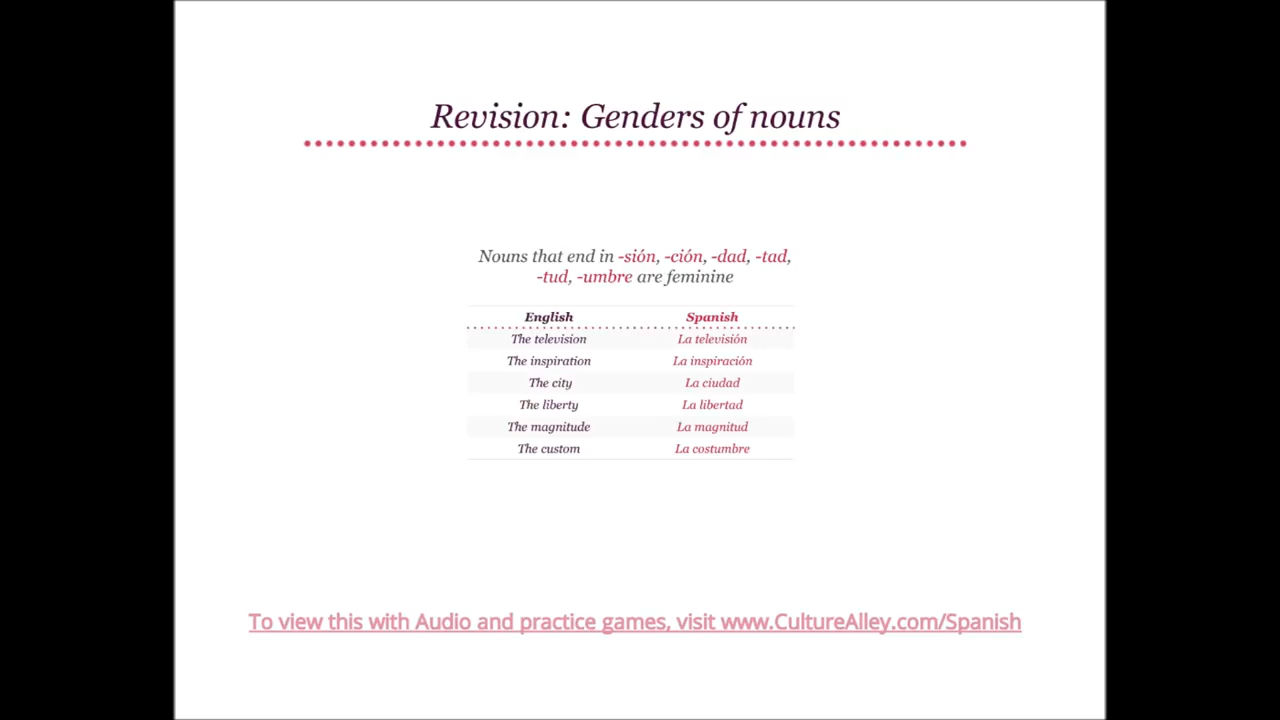 Revision: Genders of nouns
Nouns that end in -sión, -ción, -dad, -tad,
-tud, -umbre are feminine
English Spanish
The television La televisión
The inspiration La inspiración
The city La ciudad
The liberty La libertad
The magnitude La magnitud
The custom La costumbre
To view this with Audio and practice games, visit www.CultureAlley.com/Spanish